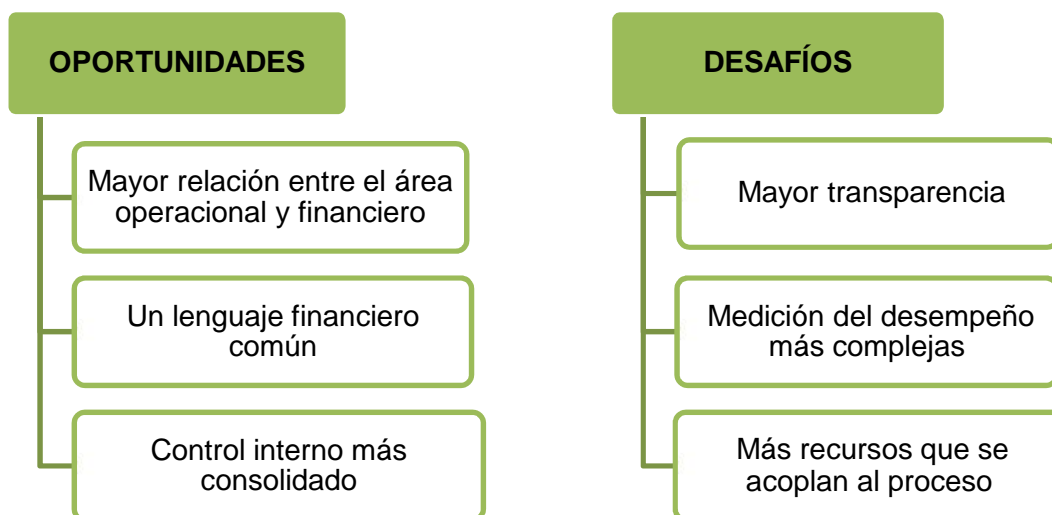 OPORTUNIDADES
Mayor relación entre el área
operacional y financiero
Un lenguaje financiero
común
Control interno más
consolidado
DESAFÍOS
Mayor transparencia
Medición del desempeño
más complejas
Más recursos que se
acoplan al proceso